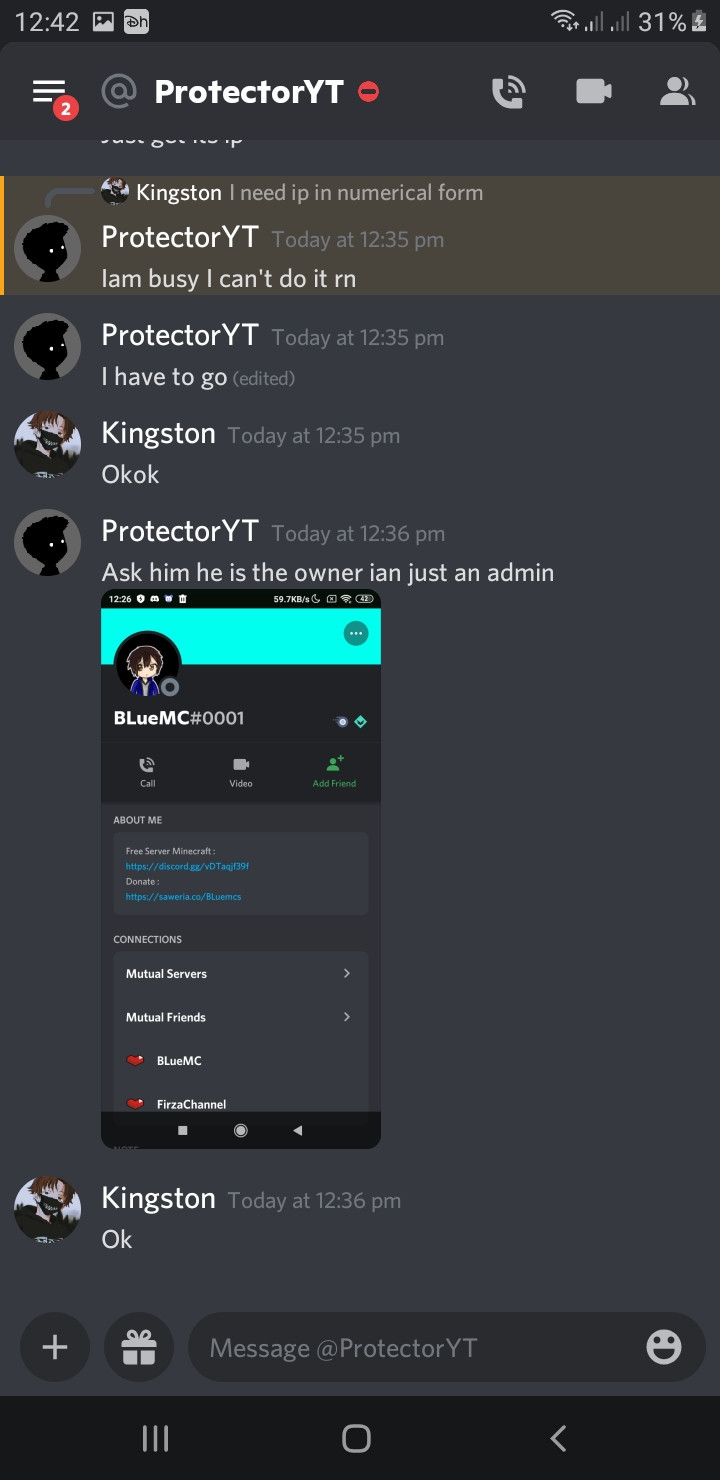 12:42 Dh 31%
2 @ ProtectorYT
Just get its ip
Kingston I need ip in numerical form
ProtectorYT Today at 12:35 pm
Iam busy I can't do it rn
ProtectorYT Today at 12:35 pm
I have to go (edited)
Kingston Today at 12:35 pm
Okok
ProtectorYT Today at 12:36 pm
Ask him he is the owner ian just an admin
12:26 59.7KB/s 42
BLueMC#0001
Call Video Add Friend
ABOUT ME
Free Server Minecraft :
https://discord.gg/vDTaqjf39f
Donate :
https://saweria.co/BLuemcs
CONNECTIONS
Mutual Servers
Mutual Friends
BLueMC
FirzaChannel
NOTE
Kingston Today at 12:36 pm
Ok
Message @ProtectorYT